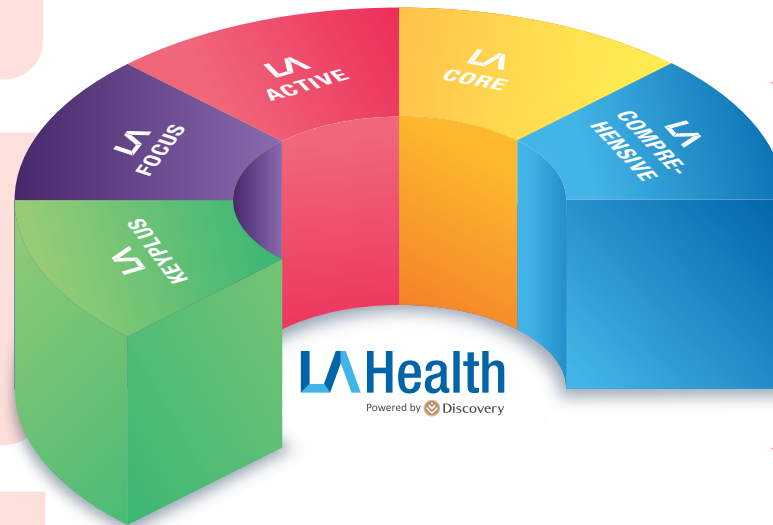 LA
KEYPLUS
LA
FOCUS
LA
ACTIVE
LA
CORE
LA
COMPRE-
HENSIVE
LA Health
Powered by Discovery